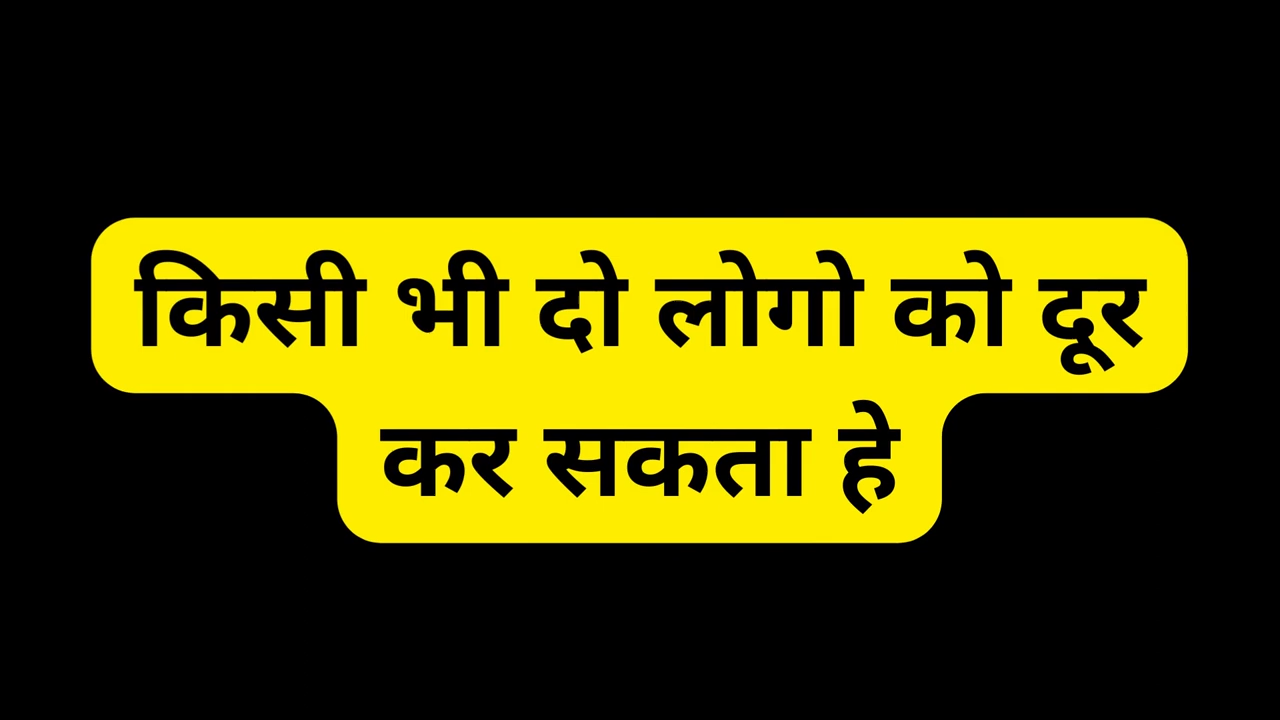 किसी भी दो लोगो को दूर
कर सकता हे